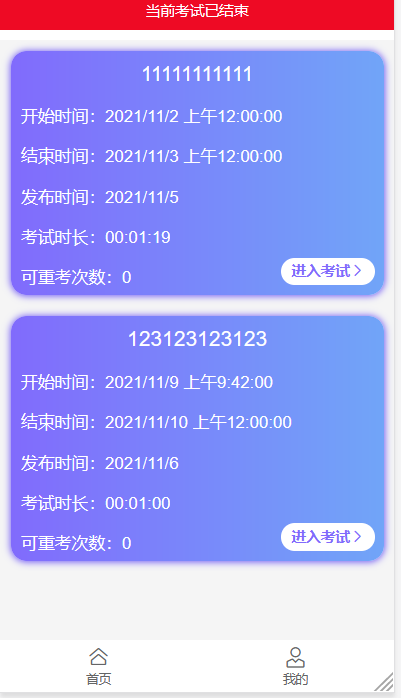 当前考试已结束
11111111111
开始时间：2021/11/2 上午12:00:00
结束时间：2021/11/3 上午12:00:00
发布时间：2021/11/5
考试时长：00:01:19
可重考次数：0
进入考试
123123123123
开始时间：2021/11/9 上午9:42:00
结束时间：2021/11/10 上午12:00:00
发布时间：2021/11/6
考试时长：00:01:00
可重考次数：0
进入考试
首页
我的